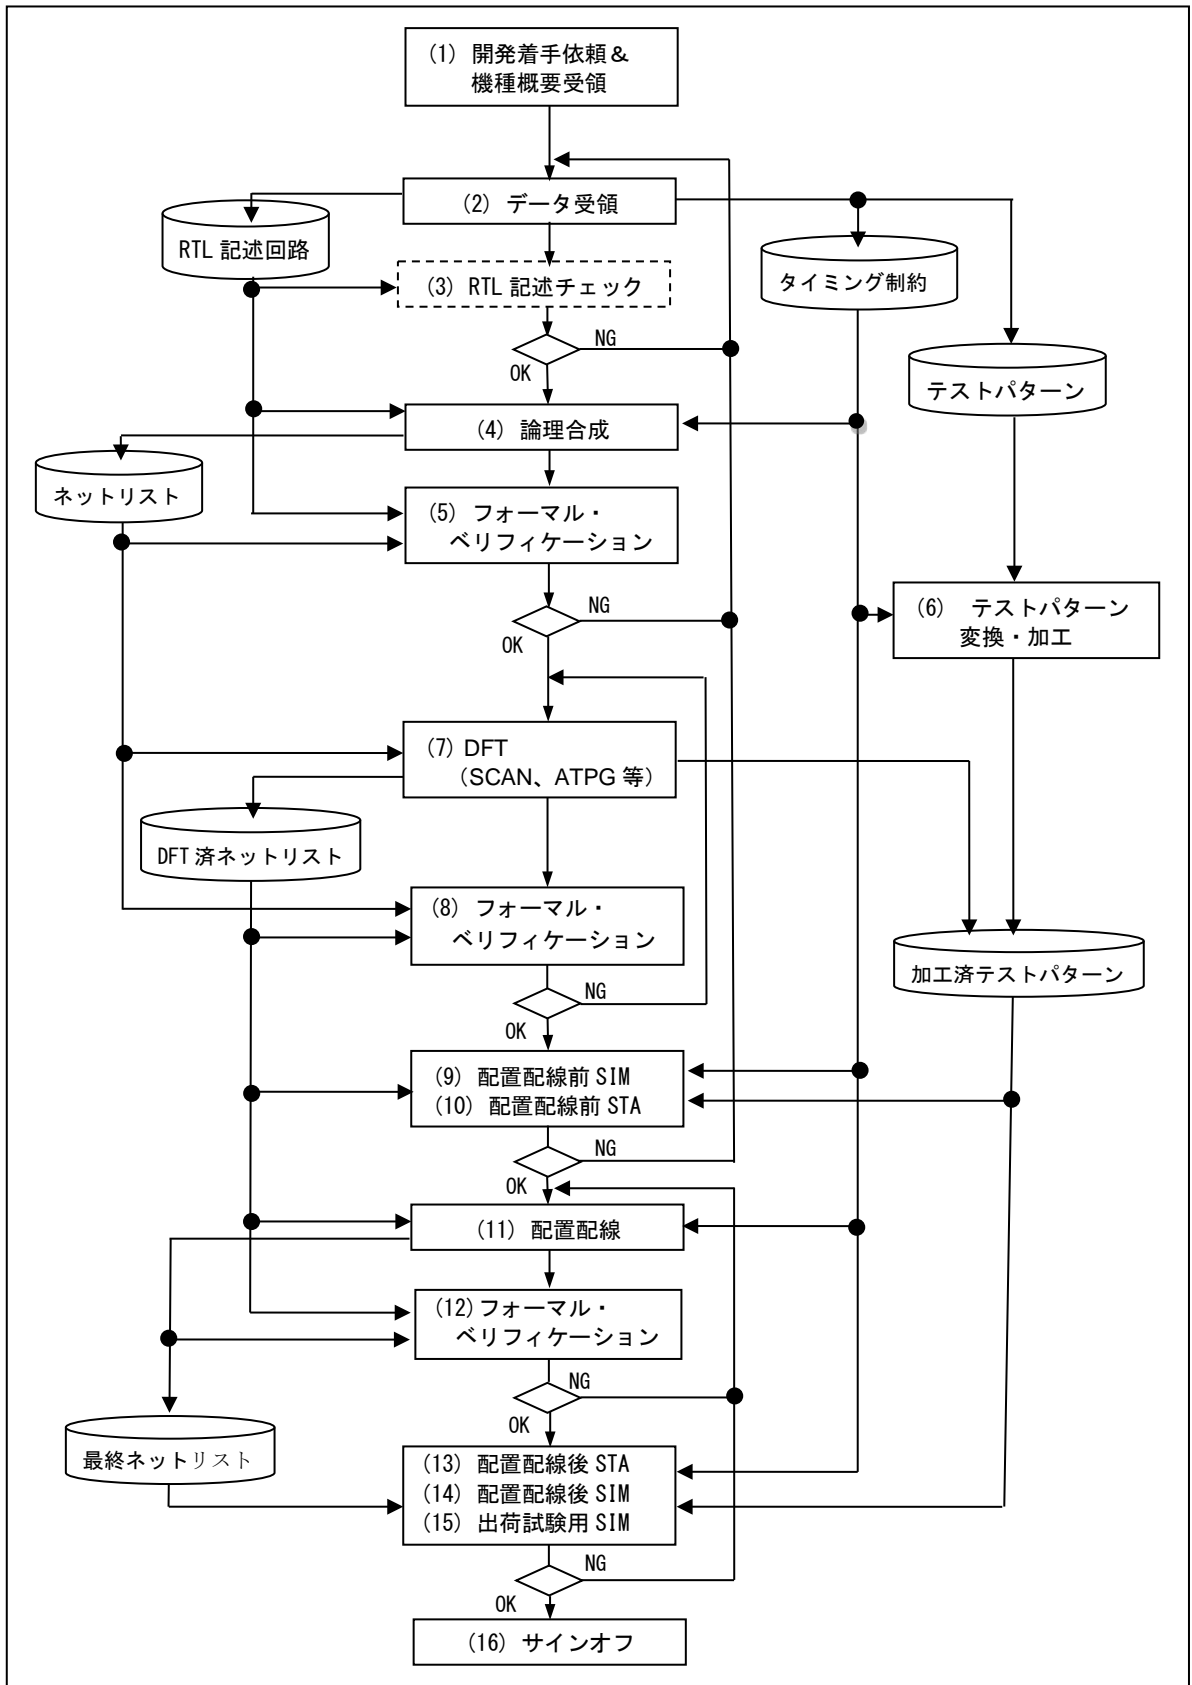 (1) 開発着手依頼＆
機種概要受領
(2) データ受領
RTL 記述回路
タイミング制約
(3) RTL 記述チェック
NG
OK
テストパターン
(4) 論理合成
ネットリスト
(5) フォーマル・
ベリフィケーション
NG
OK
(6) テストパターン
変換・加工
(7) DFT
（SCAN、ATPG 等）
DFT 済ネットリスト
(8) フォーマル・
ベリフィケーション
加工済テストパターン
NG
OK
(9) 配置配線前 SIM
(10) 配置配線前 STA
NG
OK
(11) 配置配線
(12)フォーマル・
ベリフィケーション
NG
OK
最終ネットリスト
(13) 配置配線後 STA
(14) 配置配線後 SIM
(15) 出荷試験用 SIM
NG
OK
(16) サインオフ